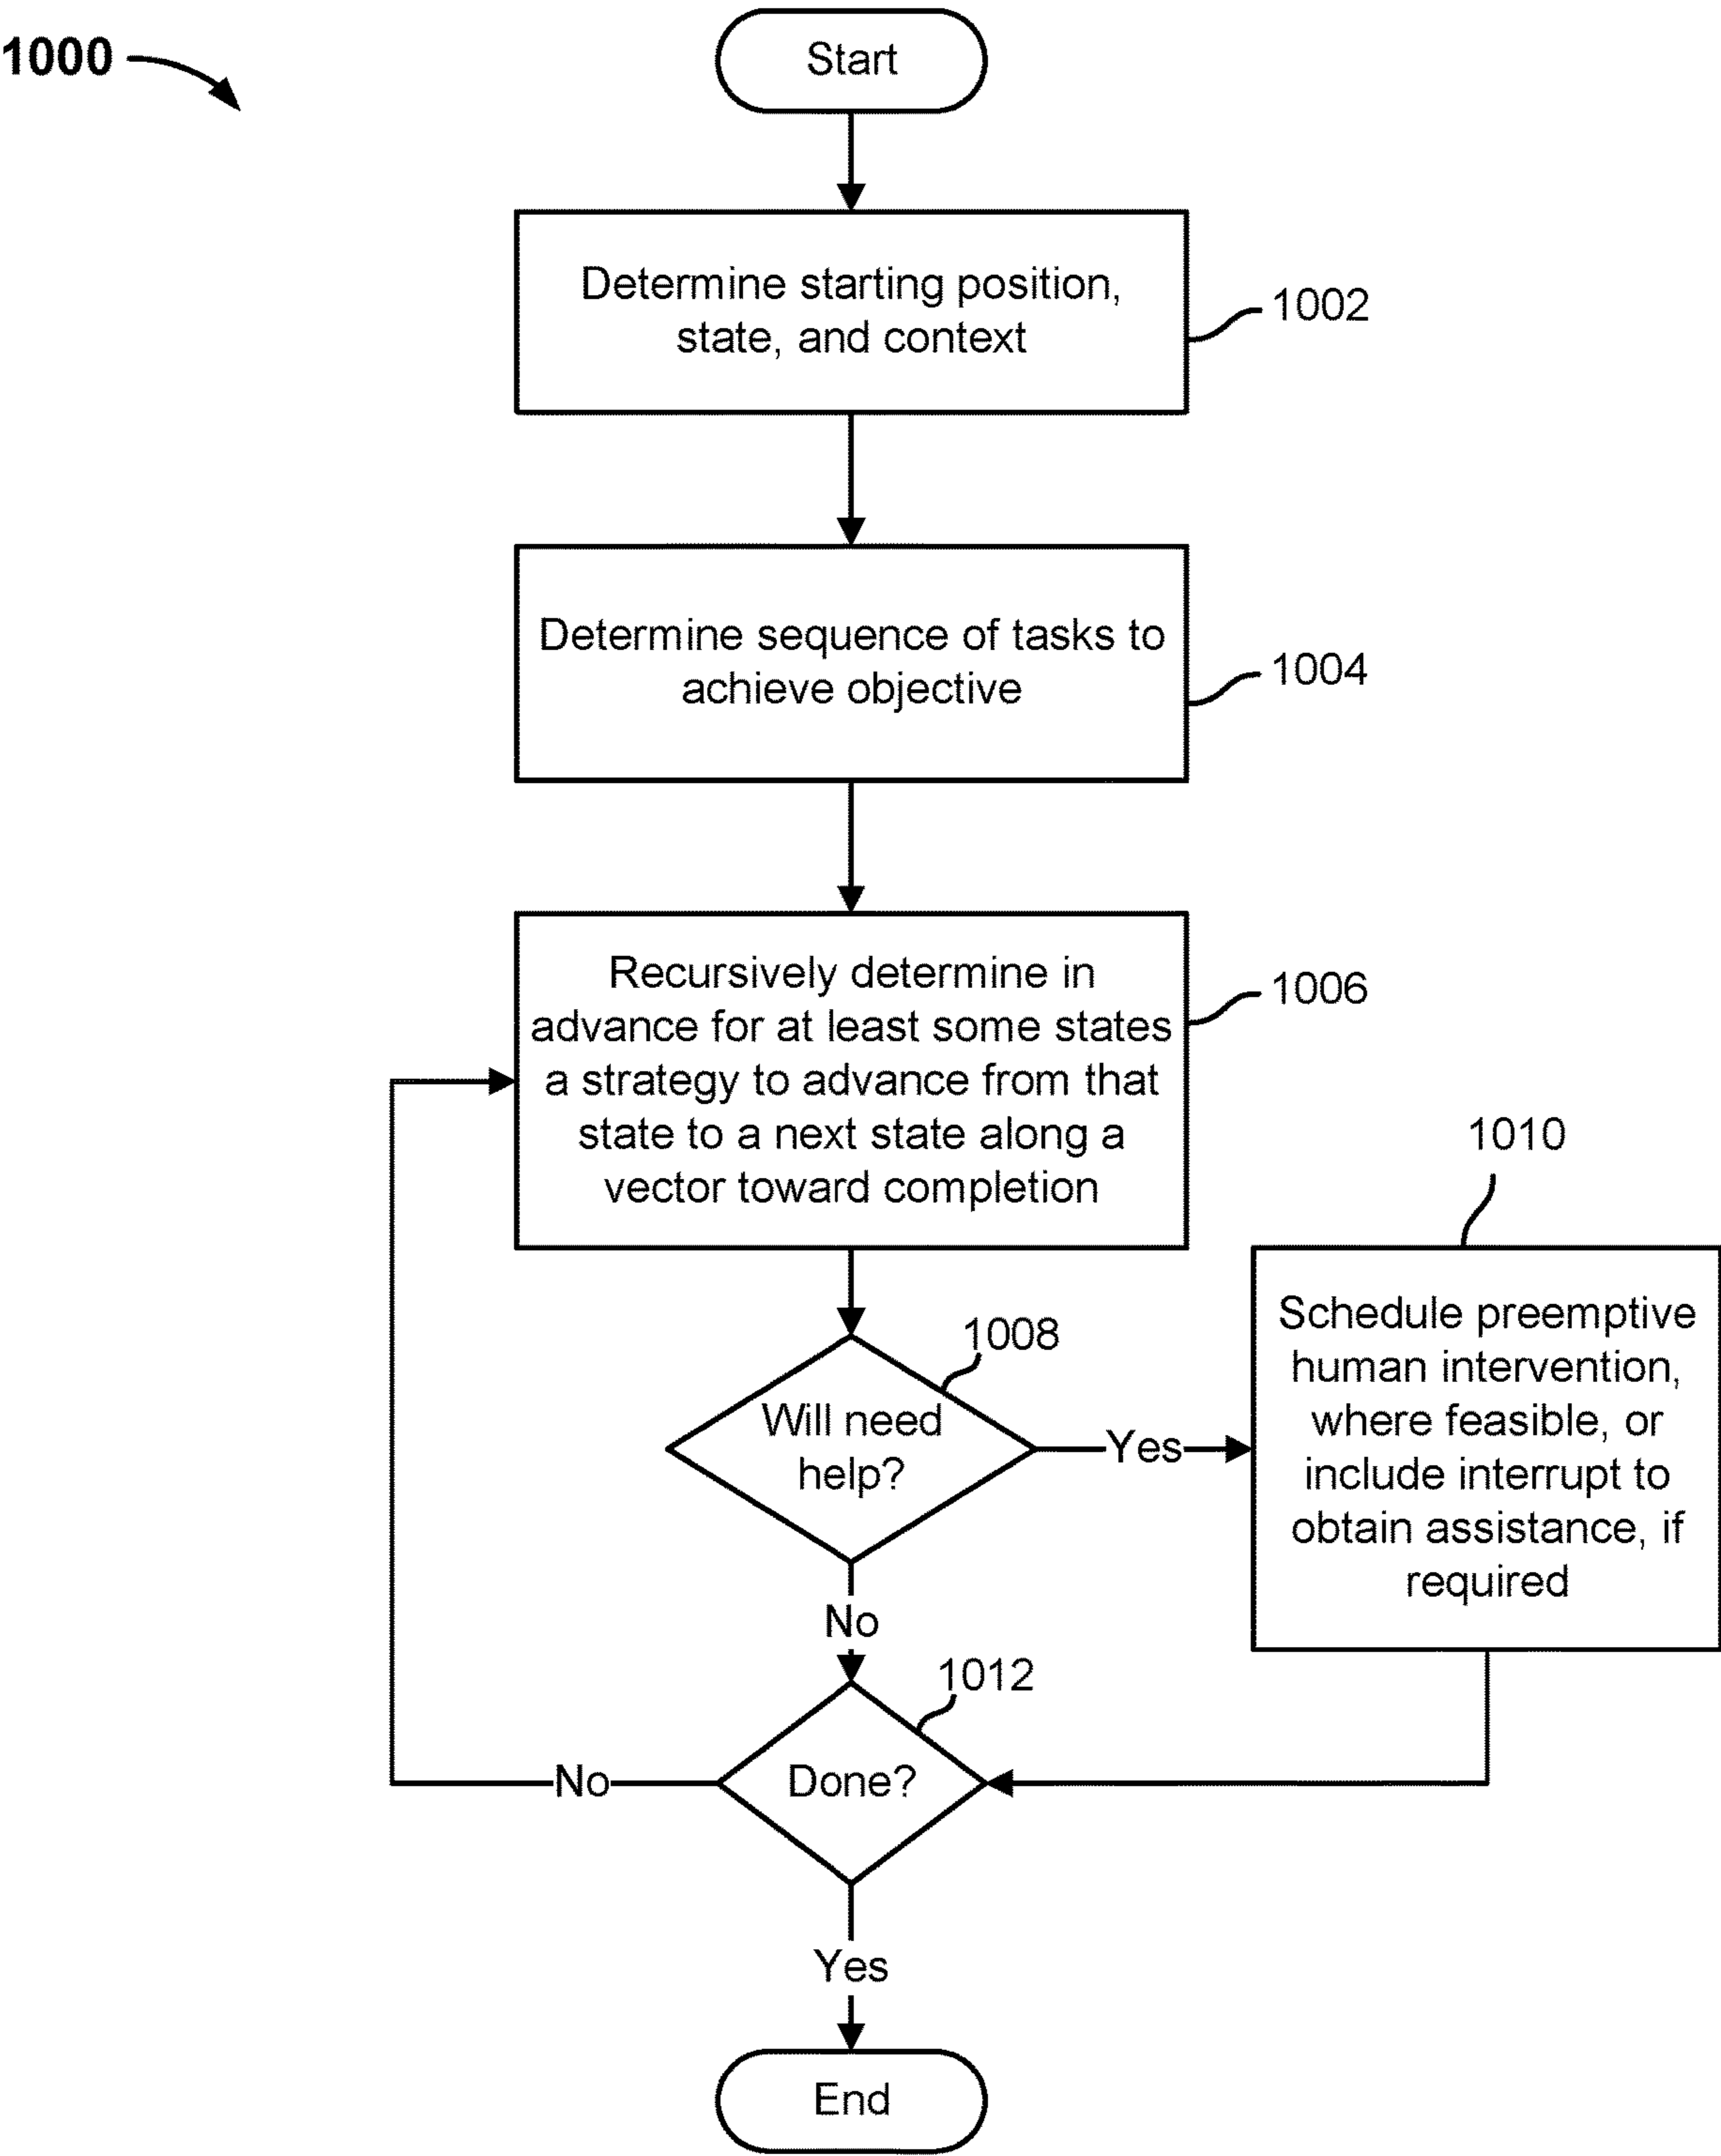 1000
Start
Determine starting position,
state, and context
1002
Determine sequence of tasks to
achieve objective
1004
Recursively determine in
advance for at least some states
a strategy to advance from that
state to a next state along a
vector toward completion
1006
1008
Will need
help?
Yes
1010
Schedule preemptive
human intervention,
where feasible, or
include interrupt to
obtain assistance, if
required
No
1012
Done?
No
Yes
End